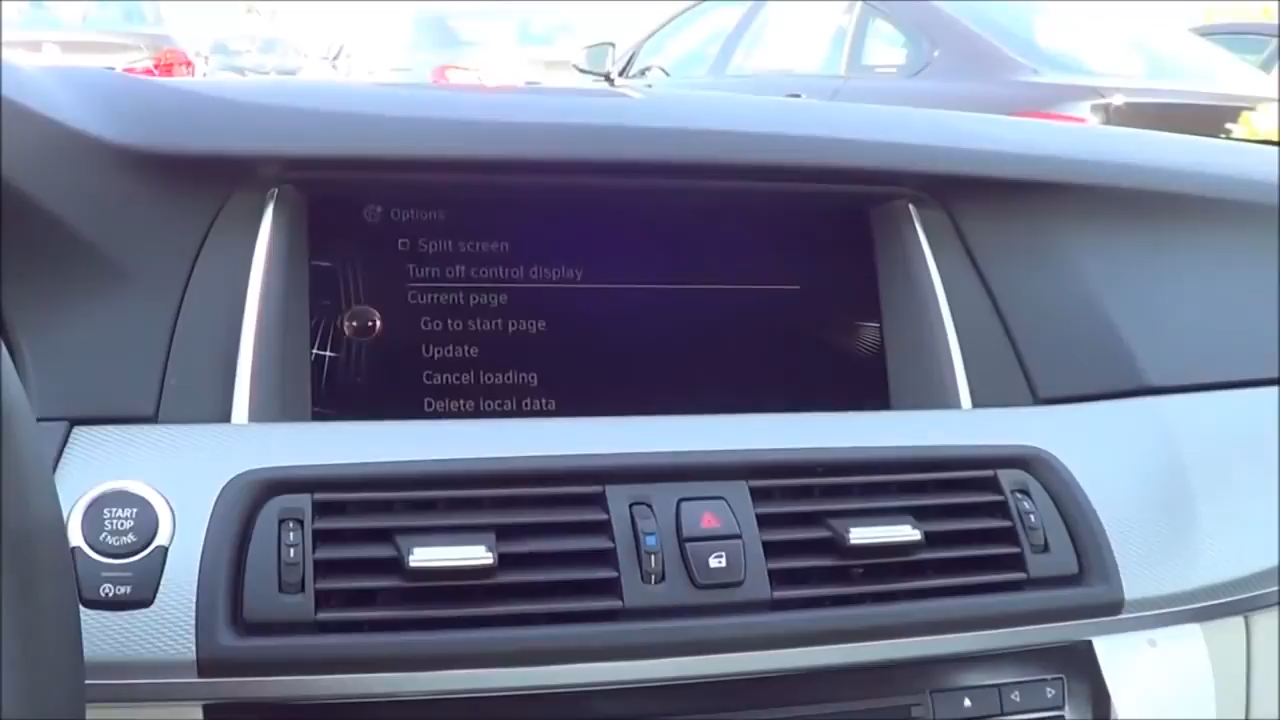 Options
Split screen
Turn off control display
Current page
Go to start page
Update
Cancel loading
Delete local data
START
STOP
ENGINE
OFF